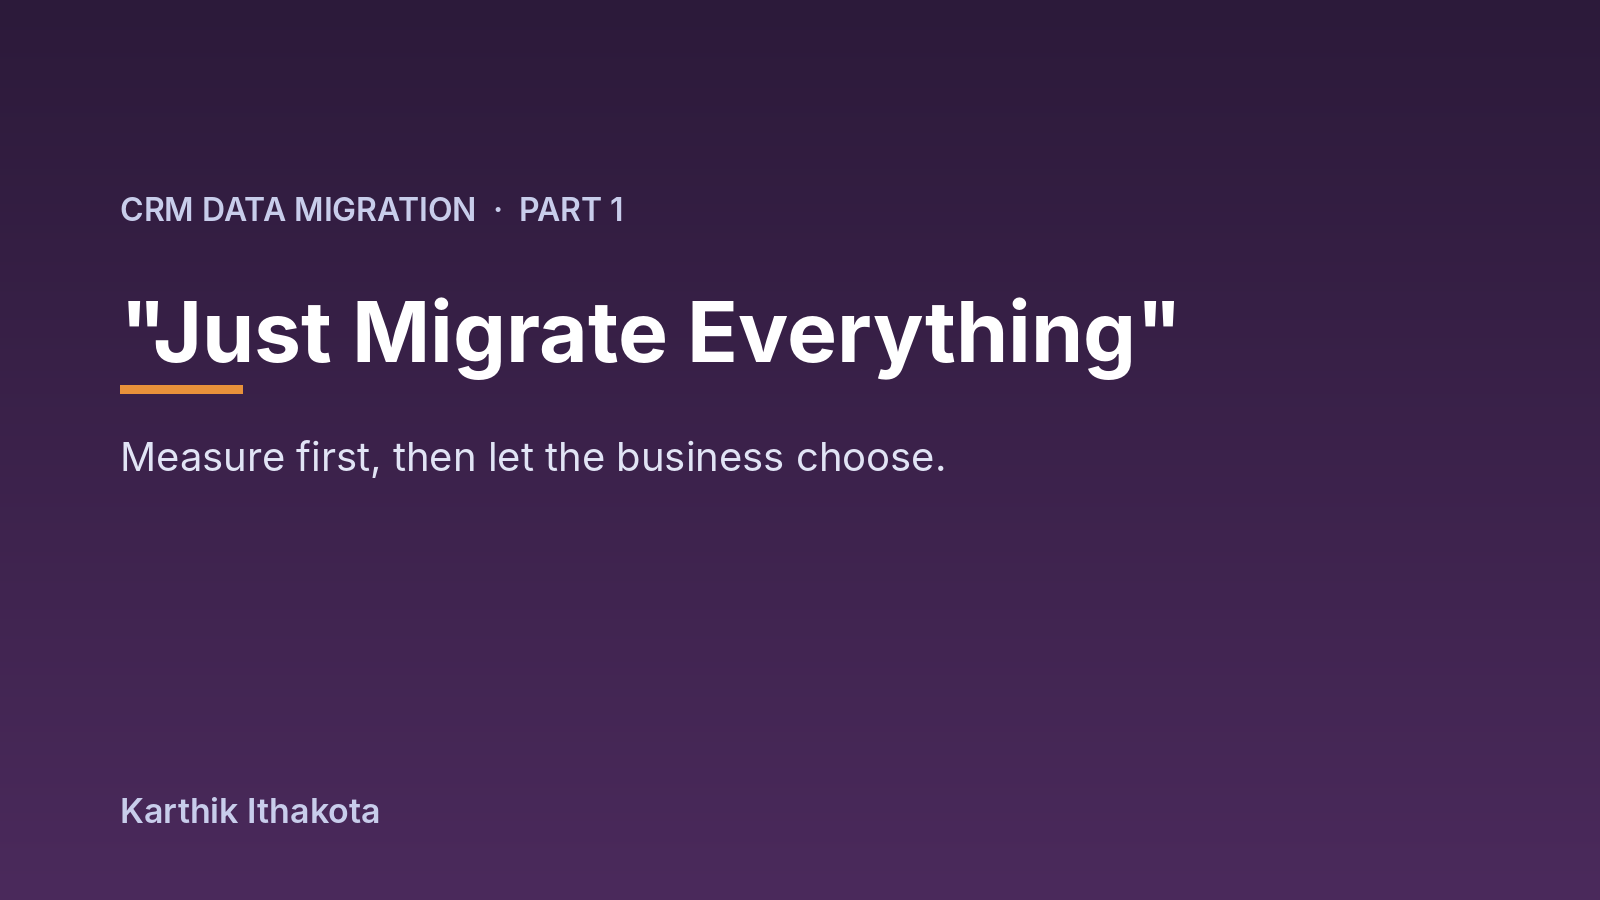 CRM DATA MIGRATION · PART 1
"Just Migrate Everything"
Measure first, then let the business choose.
Karthik Ithakota